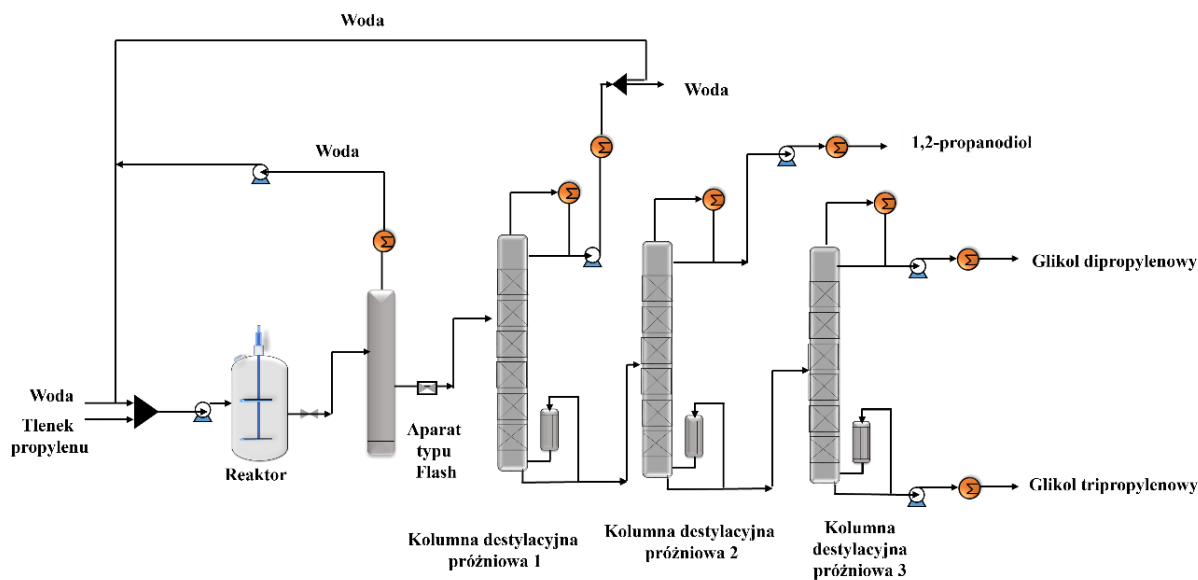 Woda
Woda
1,2-propanodiol
Woda
Glikol dipropylenowy
Woda
Tlenek
propylenu
Reaktor
Aparat
typu
Flash
Glikol tripropylenowy
Kolumna destylacyjna
próżniowa 1
Kolumna destylacyjna
próżniowa 2
Kolumna
destylacyjna
próżniowa 3